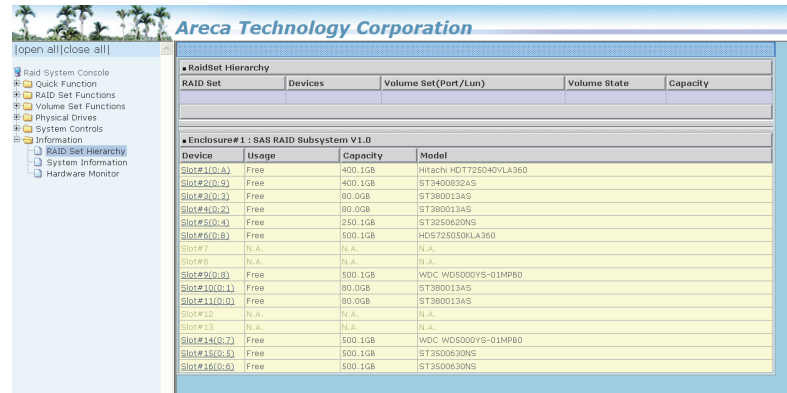 Areca Technology Corporation
|open all|close all|
Raid System Console
Quick Function
RAID Set Functions
Volume Set Functions
Physical Drives
System Controls
Information
RAID Set Hierarchy
System Information
Hardware Monitor
RaidSet Hierarchy
RAID Set Devices Volume Set(Port/Lun) Volume State Capacity
Enclosure#1 : SAS RAID Subsystem V1.0
Device Usage Capacity Model
Slot#1(0:A) Free 400.1GB Hitachi HDT725040VLA360
Slot#2(0:9) Free 400.1GB ST3400832AS
Slot#3(0:3) Free 80.0GB ST380013AS
Slot#4(0:2) Free 80.0GB ST380013AS
Slot#5(0:4) Free 250.1GB ST3250620NS
Slot#6(0:B) Free 500.1GB HDS725050KLA360
Slot#7 N.A. N.A. N.A.
Slot#8 N.A. N.A. N.A.
Slot#9(0:8) Free 500.1GB WDC WD5000YS-01MPB0
Slot#10(0:1) Free 80.0GB ST380013AS
Slot#11(0:0) Free 80.0GB ST380013AS
Slot#12 N.A. N.A. N.A.
Slot#13 N.A. N.A. N.A.
Slot#14(0:7) Free 500.1GB WDC WD5000YS-01MPB0
Slot#15(0:5) Free 500.1GB ST3500630NS
Slot#16(0:6) Free 500.1GB ST3500630NS